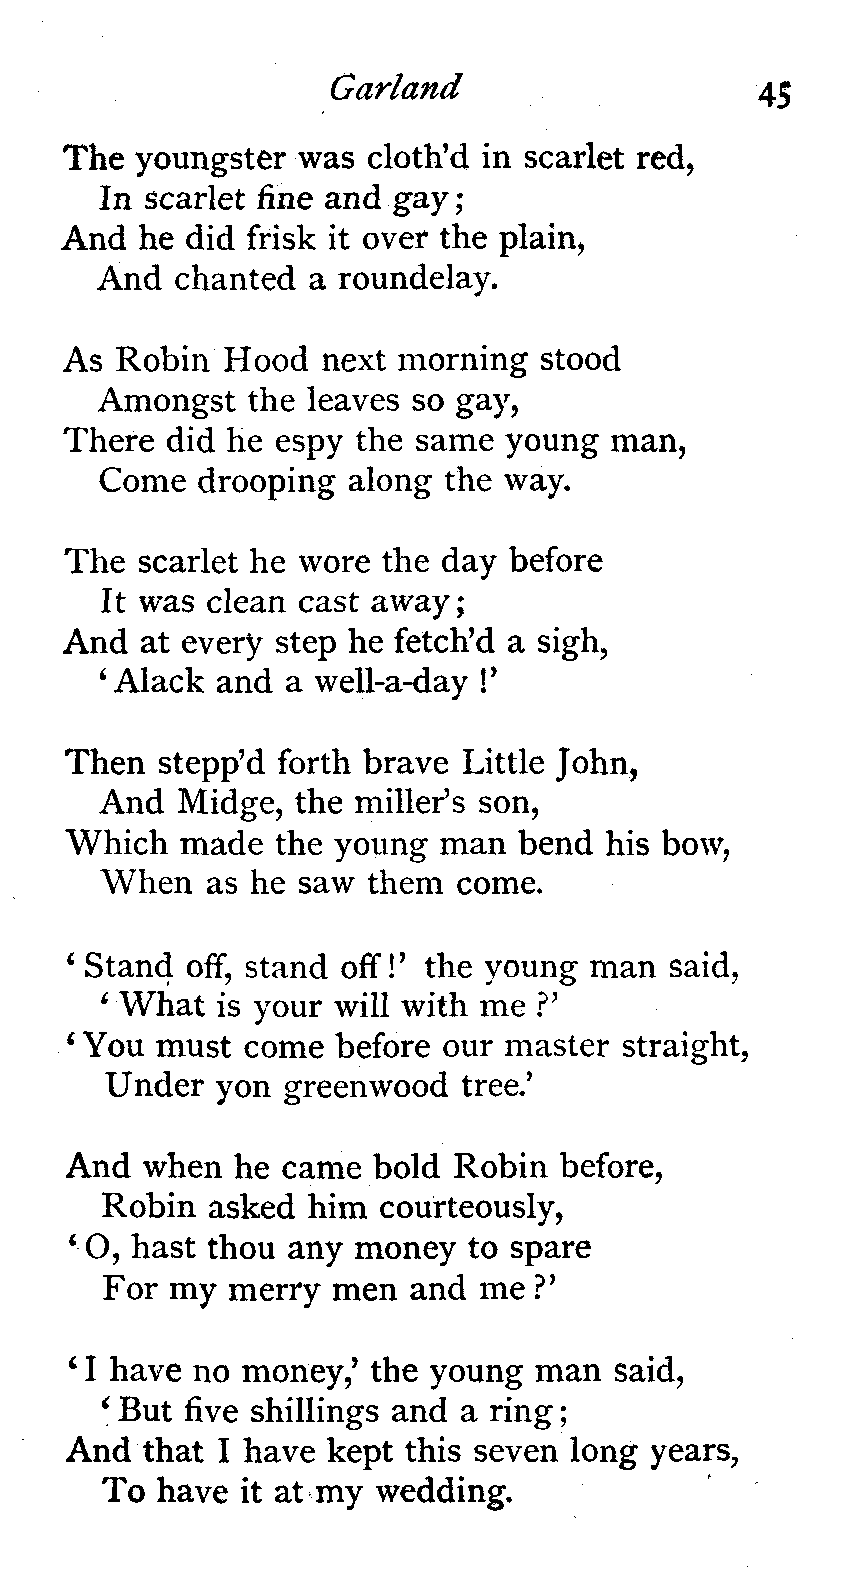 Garland 45
The youngster was cloth'd in scarlet red,
In scarlet fine and gay;
And he did frisk it over the plain,
And chanted a roundelay.
As Robin Hood next morning stood
Amongst the leaves so gay,
There did he espy the same young man,
Come drooping along the way.
The scarlet he wore the day before
It was clean cast away;
And at every step he fetch'd a sigh,
‘Alack and a well-a-day!’
Then stepp'd forth brave Little John,
And Midge, the miller's son,
Which made the young man bend his bow,
When as he saw them come.
‘Stand off, stand off!’ the young man said,
‘What is your will with me?’
‘You must come before our master straight,
Under yon greenwood tree.’
And when he came bold Robin before,
Robin asked him courteously,
‘O, hast thou any money to spare
For my merry men and me?’
‘I have no money,’ the young man said,
‘But five shillings and a ring;
And that I have kept this seven long years,
To have it at my wedding.